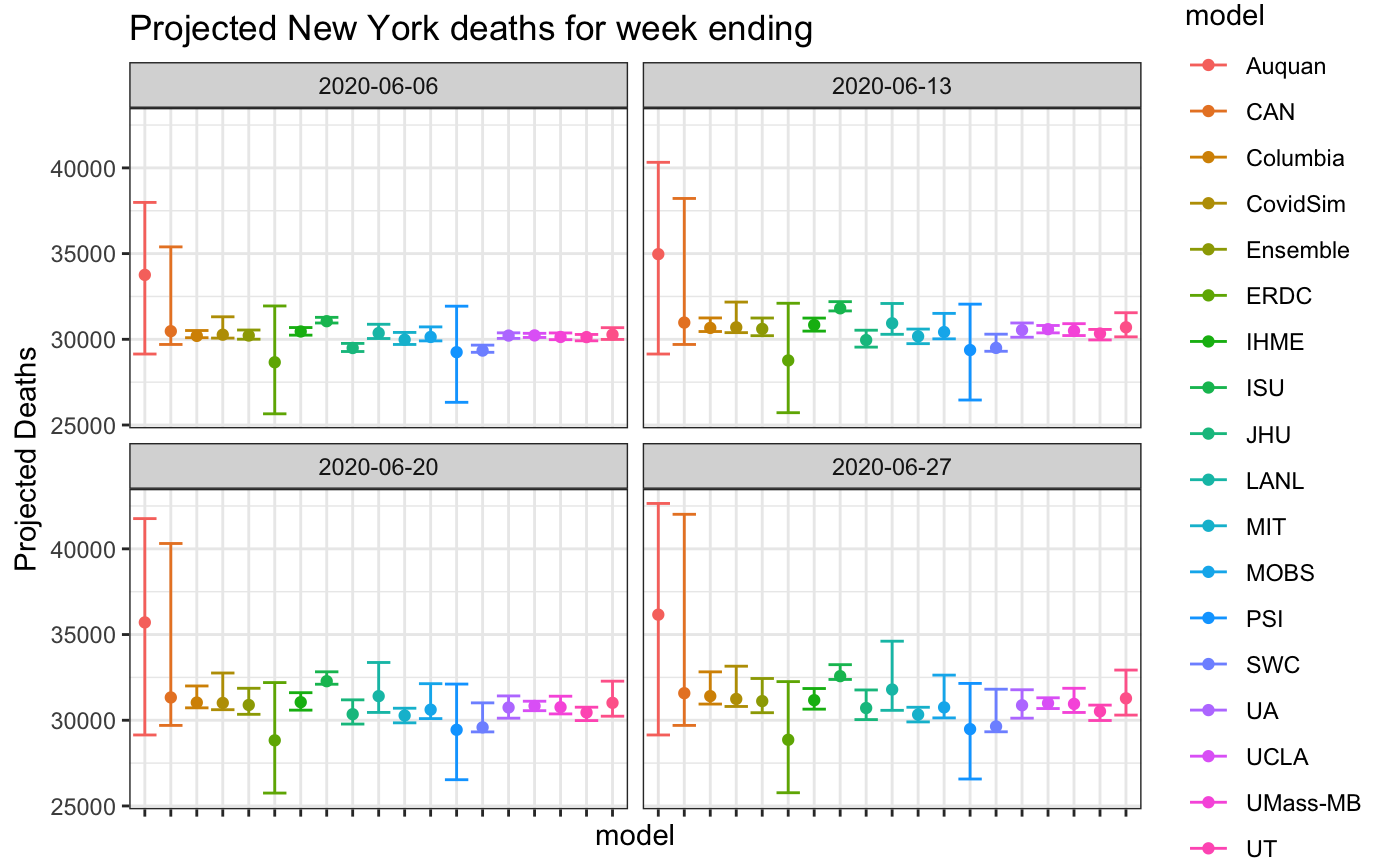 Projected New York deaths for week ending
2020-06-06
2020-06-13
40000
35000
30000
25000
2020-06-20
2020-06-27
40000
35000
30000
25000
Projected Deaths
model
model
Auquan
CAN
Columbia
CovidSim
Ensemble
ERDC
IHME
ISU
JHU
LANL
MIT
MOBS
PSI
SWC
UA
UCLA
UMass-MB
UT